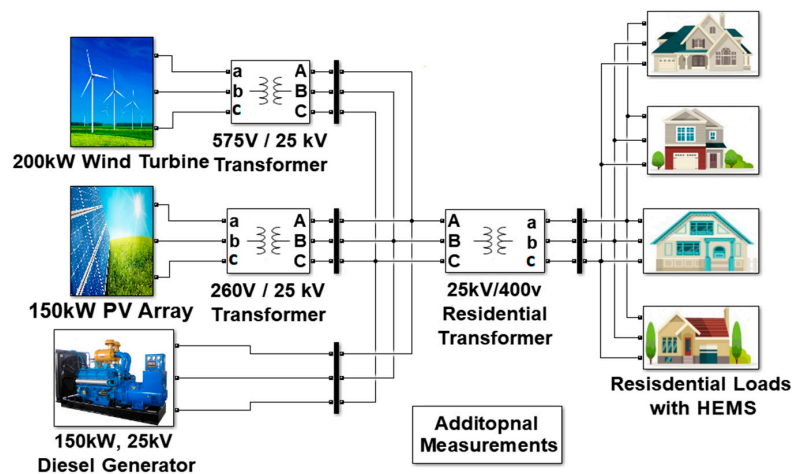 a
b
c
A
B
C
200kW Wind Turbine
575V / 25 kV
Transformer
a
b
c
A
B
C
150kW PV Array
260V / 25 kV
Transformer
A
B
C
a
b
c
25kV/400v
Residential
Transformer
150kW, 25kV
Diesel Generator
Additopnal
Measurements
Resisdential Loads
with HEMS